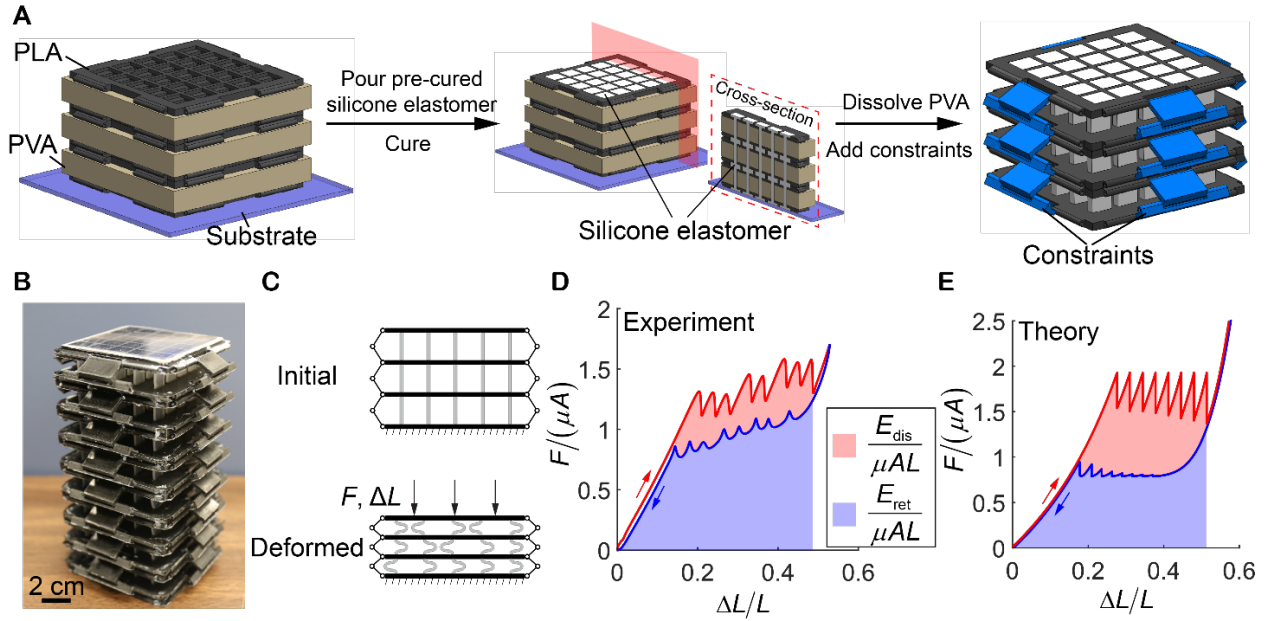 A
PLA
PVA
Substrate
Pour pre-cured
silicone elastomer
Cure
Cross-section
Silicone elastomer
Dissolve PVA
Add constraints
Constraints
B
2 cm
C
Initial
F, ΔL
Deformed
D
Experiment
F/(μA)
2
1.5
1
0.5
0
0 0.2 0.4 0.6
ΔL/L
E_dis
μAL
E_ret
μAL
E
Theory
F/(μA)
2.5
2
1.5
1
0.5
0
0 0.2 0.4 0.6
ΔL/L